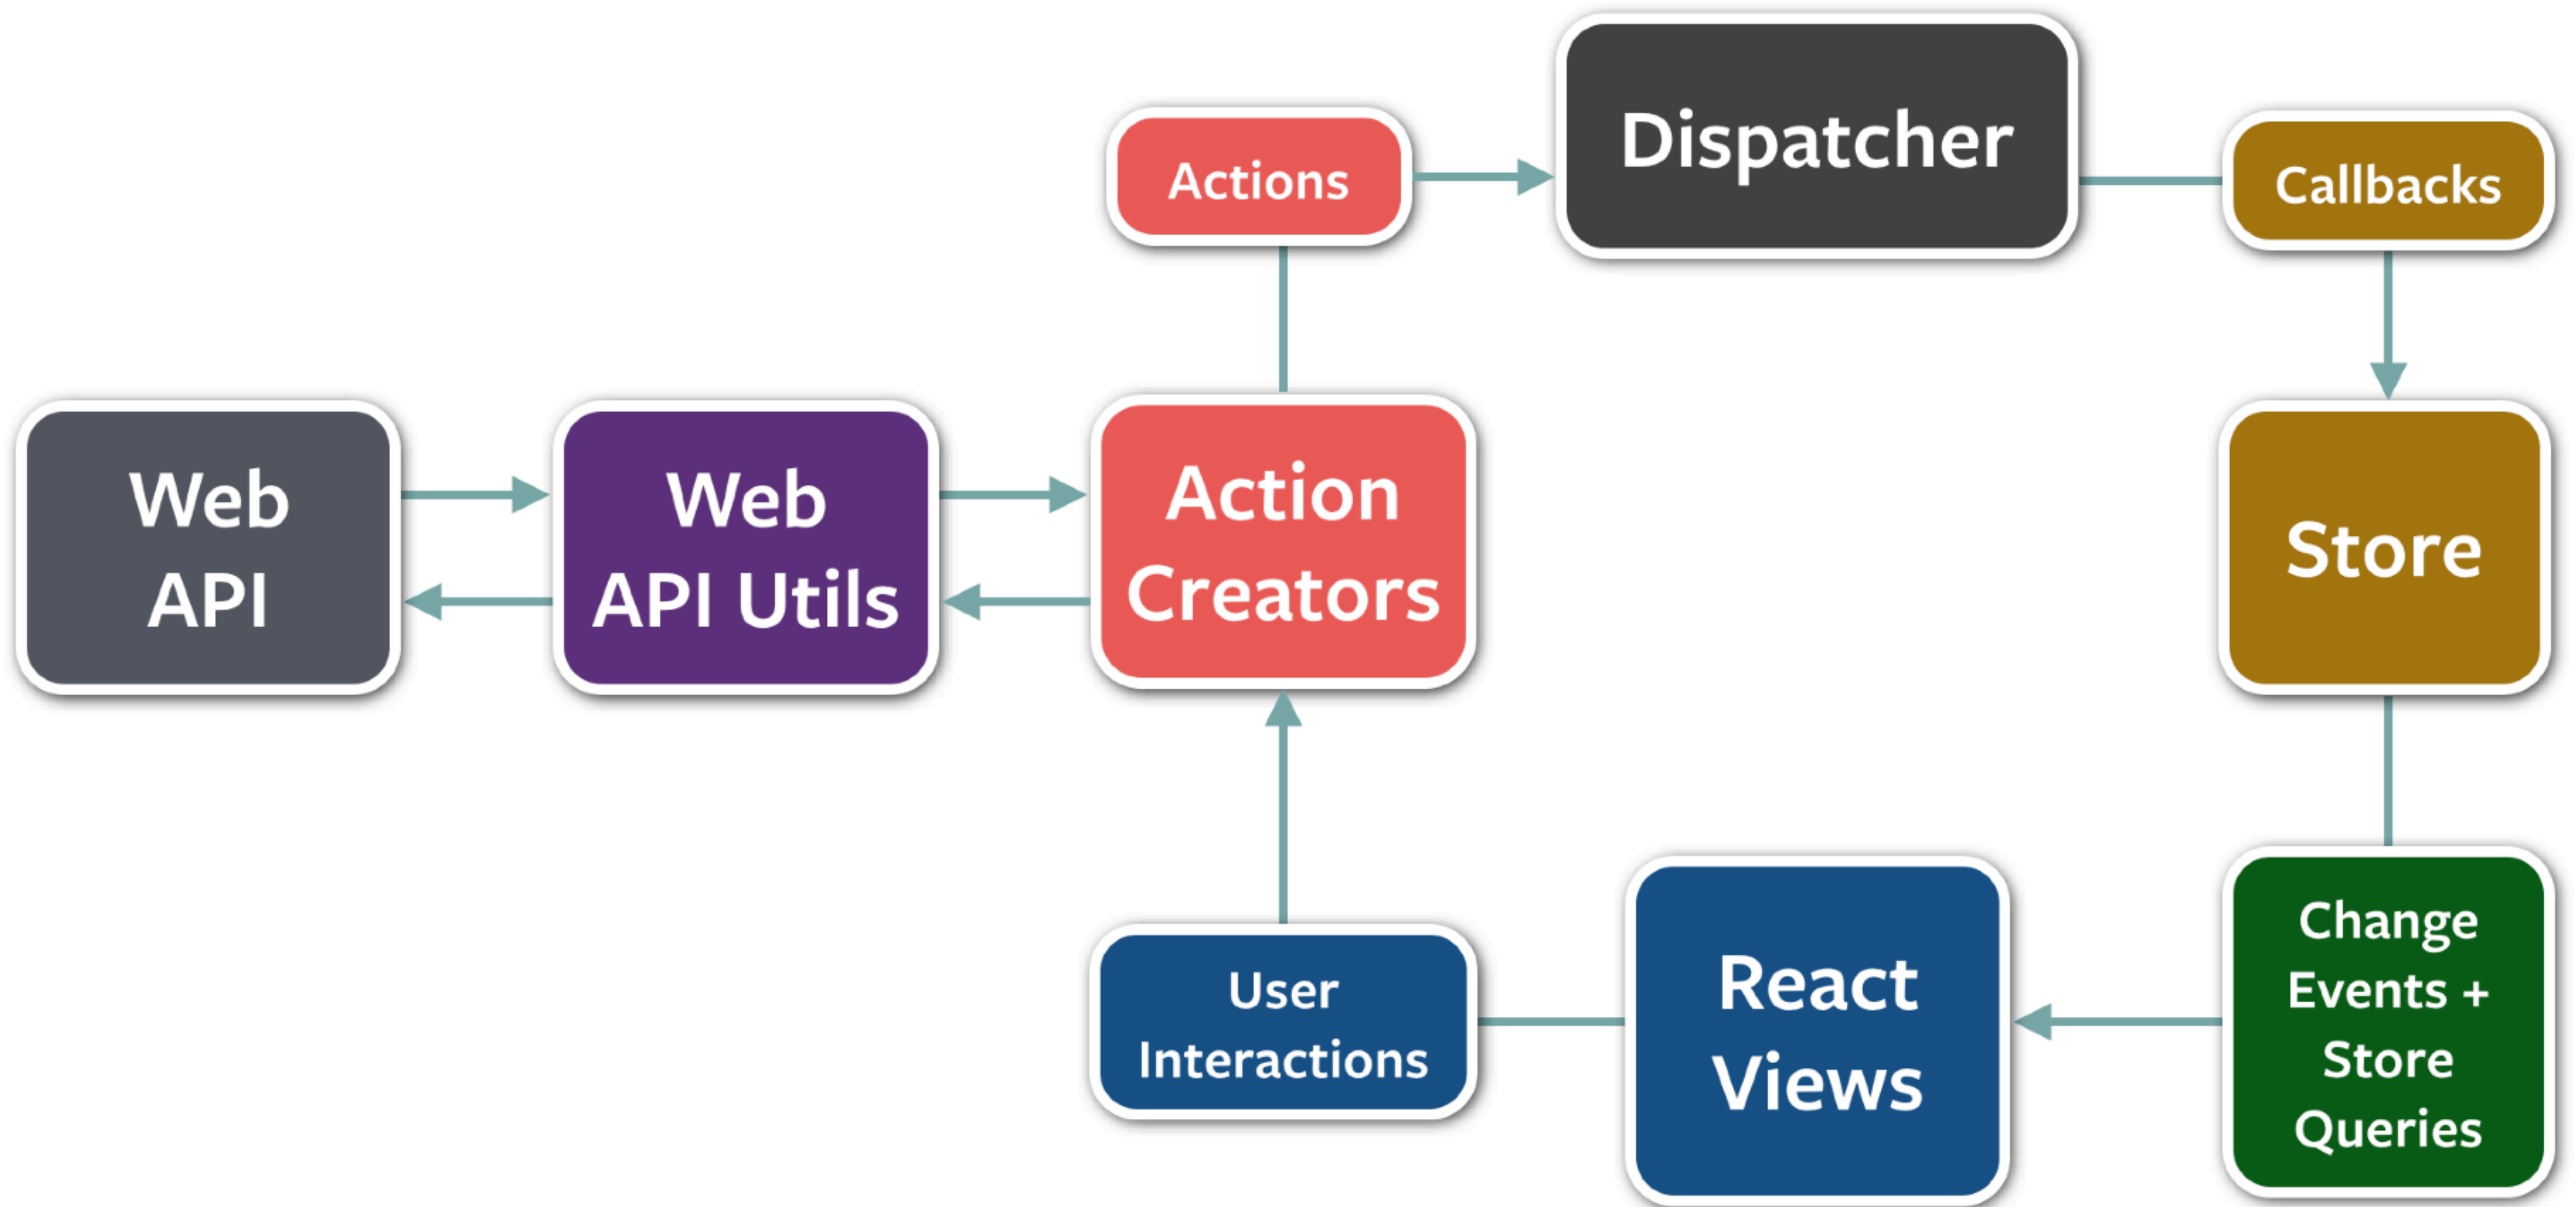 Dispatcher
Actions
Callbacks
Web
API
Web
API Utils
Action
Creators
Store
User
Interactions
React
Views
Change
Events +
Store
Queries